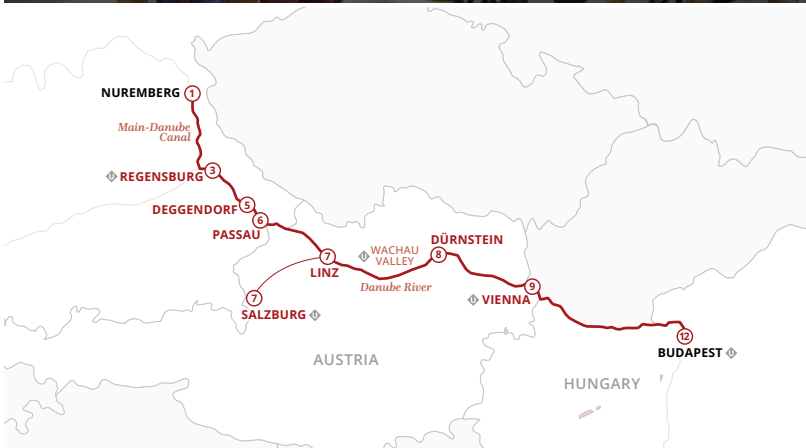 NUREMBERG 1
Main-Danube
Canal
U REGENSBURG 3
DEGGENDORF 5
PASSAU 6
7
LINZ
U WACHAU
VALLEY
DÜRNSTEIN
8
Danube River
7
SALZBURG U
U VIENNA 9
12
BUDAPEST U
AUSTRIA
HUNGARY